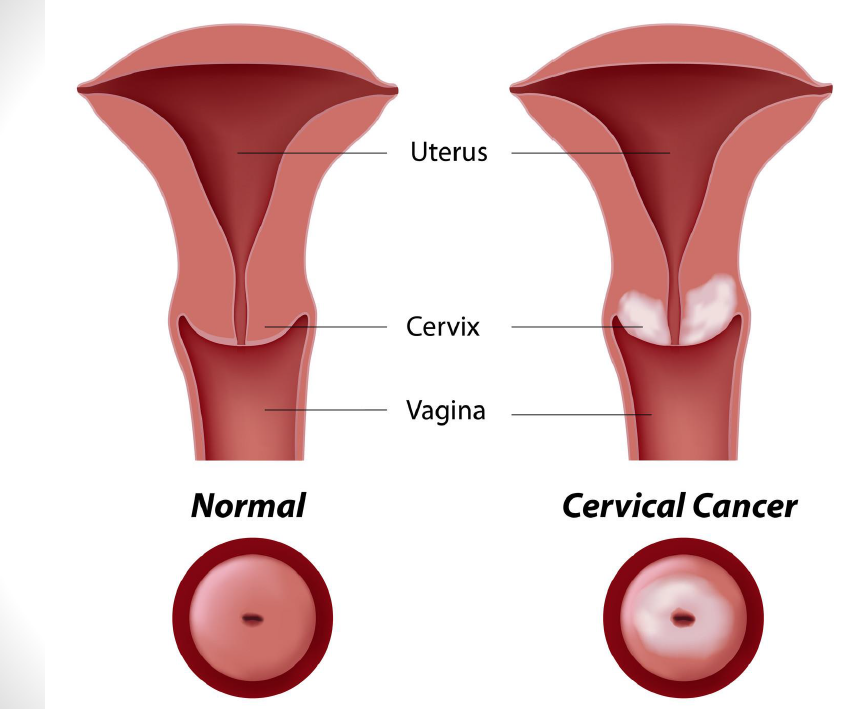 Uterus
Cervix
Vagina
Normal
Cervical Cancer